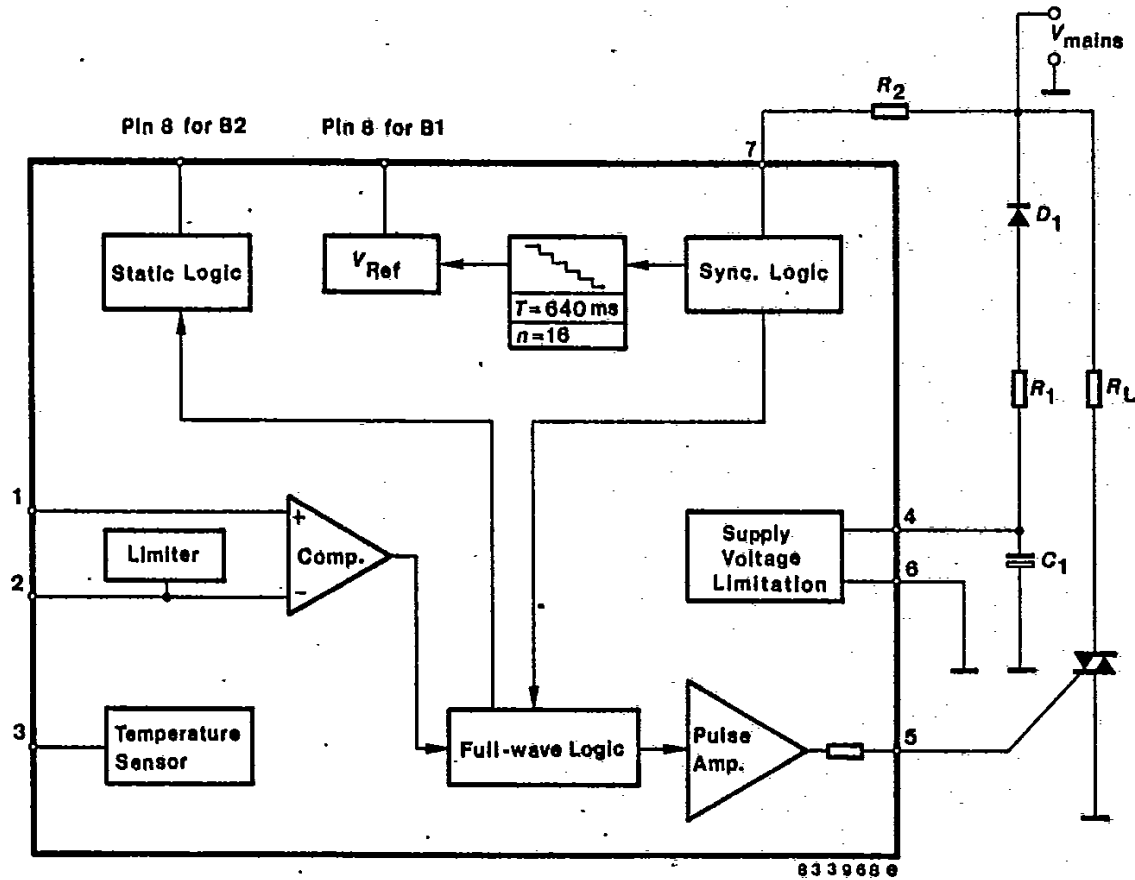 V mains
R2
Pin 8 for B2
Pin 8 for B1
7
D1
Static Logic
VRef
Sync. Logic
T=640 ms
n=16
R1
RL
1
+
Comp.
Limiter
2
-
4
Supply
Voltage
Limitation
6
C1
3
Temperature
Sensor
Full-wave Logic
Pulse
Amp.
5
833968e